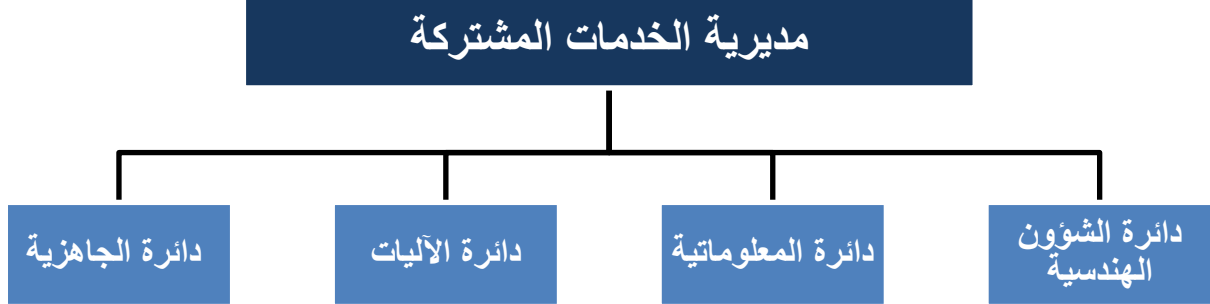 مديرية الخدمات المشتركة
دائرة الشؤون
الهندسية
دائرة المعلوماتية
دائرة الآليات
دائرة الجاهزية